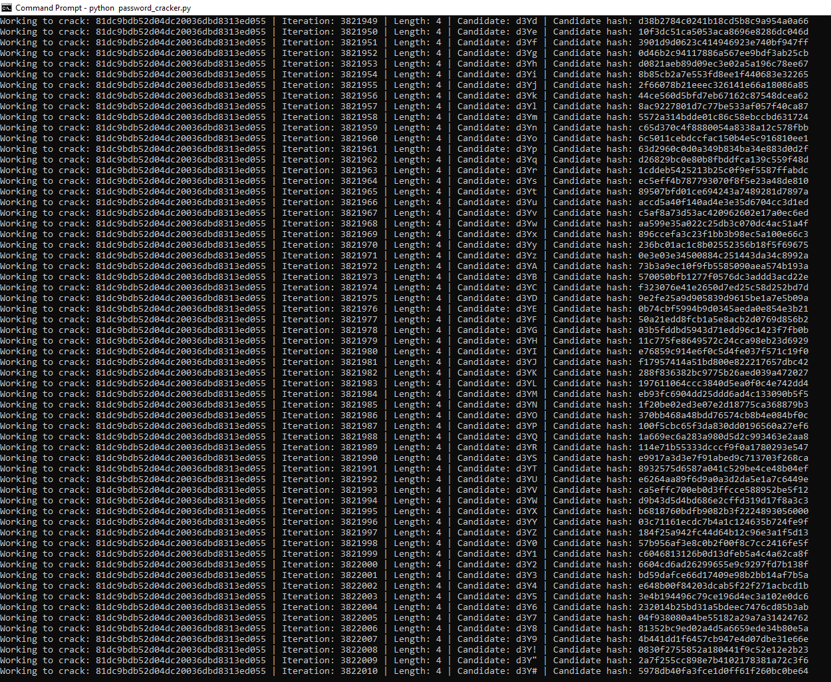 Command Prompt - python password_cracker.py
Working to crack: 81dc9bdb52d04dc20036dbd8313ed055 | Iteration: 3821949 | Length: 4 | Candidate: d3Yd | Candidate hash: d38b2784c0241b18cd5b8c9a954a0a66
Working to crack: 81dc9bdb52d04dc20036dbd8313ed055 | Iteration: 3821950 | Length: 4 | Candidate: d3Ye | Candidate hash: 10f3dc51ca5053aca8696e8286dc046d
Working to crack: 81dc9bdb52d04dc20036dbd8313ed055 | Iteration: 3821951 | Length: 4 | Candidate: d3Yf | Candidate hash: 3901d9d0623c414946923e740bf947ff
Working to crack: 81dc9bdb52d04dc20036dbd8313ed055 | Iteration: 3821952 | Length: 4 | Candidate: d3Yg | Candidate hash: 0d46b2c94117886a567ee9bdf3ab25cb
Working to crack: 81dc9bdb52d04dc20036dbd8313ed055 | Iteration: 3821953 | Length: 4 | Candidate: d3Yh | Candidate hash: d0821aeb89d09ec3e02a5a196c78ee67
Working to crack: 81dc9bdb52d04dc20036dbd8313ed055 | Iteration: 3821954 | Length: 4 | Candidate: d3Yi | Candidate hash: 8b85cb2a7e553fd8ee1f440683e32265
Working to crack: 81dc9bdb52d04dc20036dbd8313ed055 | Iteration: 3821955 | Length: 4 | Candidate: d3Yj | Candidate hash: 2f66078b21eeec326141e66a18086a85
Working to crack: 81dc9bdb52d04dc20036dbd8313ed055 | Iteration: 3821956 | Length: 4 | Candidate: d3Yk | Candidate hash: 44ce560d5bfd7eb67162c87548dcea62
Working to crack: 81dc9bdb52d04dc20036dbd8313ed055 | Iteration: 3821957 | Length: 4 | Candidate: d3Yl | Candidate hash: 8ac9227801d7c77be533af057f40ca87
Working to crack: 81dc9bdb52d04dc20036dbd8313ed055 | Iteration: 3821958 | Length: 4 | Candidate: d3Ym | Candidate hash: 5572a314bdde01c86c58ebccbd631724
Working to crack: 81dc9bdb52d04dc20036dbd8313ed055 | Iteration: 3821959 | Length: 4 | Candidate: d3Yn | Candidate hash: c65d370c4f8880054a8338a12c578fbb
Working to crack: 81dc9bdb52d04dc20036dbd8313ed055 | Iteration: 3821960 | Length: 4 | Candidate: d3Yo | Candidate hash: 6c5011cebdccfac150b4e5c916810ee1
Working to crack: 81dc9bdb52d04dc20036dbd8313ed055 | Iteration: 3821961 | Length: 4 | Candidate: d3Yp | Candidate hash: 63d2960c0d0a349b834ba34e883d0d2f
Working to crack: 81dc9bdb52d04dc20036dbd8313ed055 | Iteration: 3821962 | Length: 4 | Candidate: d3Yq | Candidate hash: d26829bc0e80b8fbddfca139c559f48d
Working to crack: 81dc9bdb52d04dc20036dbd8313ed055 | Iteration: 3821963 | Length: 4 | Candidate: d3Yr | Candidate hash: 1cddeb5425213b25c0f9ef5587ffabdc
Working to crack: 81dc9bdb52d04dc20036dbd8313ed055 | Iteration: 3821964 | Length: 4 | Candidate: d3Ys | Candidate hash: ec5eff4b787793070f8f5e23a48de810
Working to crack: 81dc9bdb52d04dc20036dbd8313ed055 | Iteration: 3821965 | Length: 4 | Candidate: d3Yt | Candidate hash: 89507bfd01ce694243a7489281d7897a
Working to crack: 81dc9bdb52d04dc20036dbd8313ed055 | Iteration: 3821966 | Length: 4 | Candidate: d3Yu | Candidate hash: accd5a40f140ad4e3e35d6704cc3d1ed
Working to crack: 81dc9bdb52d04dc20036dbd8313ed055 | Iteration: 3821967 | Length: 4 | Candidate: d3Yv | Candidate hash: c5af8a73d53ac420962602e17a0ec6ed
Working to crack: 81dc9bdb52d04dc20036dbd8313ed055 | Iteration: 3821968 | Length: 4 | Candidate: d3Yw | Candidate hash: aa599e35a022c25db3c070dc4ac51a4f
Working to crack: 81dc9bdb52d04dc20036dbd8313ed055 | Iteration: 3821969 | Length: 4 | Candidate: d3Yx | Candidate hash: 896ccefa3c23f1bb3b98ec5a100e66c3
Working to crack: 81dc9bdb52d04dc20036dbd8313ed055 | Iteration: 3821970 | Length: 4 | Candidate: d3Yy | Candidate hash: 236bc01ac1c8b02552356b18f5f69675
Working to crack: 81dc9bdb52d04dc20036dbd8313ed055 | Iteration: 3821971 | Length: 4 | Candidate: d3Yz | Candidate hash: 0e3e03e34500884c251443da34c8992a
Working to crack: 81dc9bdb52d04dc20036dbd8313ed055 | Iteration: 3821972 | Length: 4 | Candidate: d3YA | Candidate hash: 73b3a9ec10f9fb5585090aea574b193a
Working to crack: 81dc9bdb52d04dc20036dbd8313ed055 | Iteration: 3821973 | Length: 4 | Candidate: d3YB | Candidate hash: 570050bfb1277f0576dc3addd3acd22e
Working to crack: 81dc9bdb52d04dc20036dbd8313ed055 | Iteration: 3821974 | Length: 4 | Candidate: d3YC | Candidate hash: f323076e41e2650d7ed25c58d252bd7d
Working to crack: 81dc9bdb52d04dc20036dbd8313ed055 | Iteration: 3821975 | Length: 4 | Candidate: d3YD | Candidate hash: 9e2fe25a9d905839d9615be1a7e5b09a
Working to crack: 81dc9bdb52d04dc20036dbd8313ed055 | Iteration: 3821976 | Length: 4 | Candidate: d3YE | Candidate hash: 0b74cbf5994b9d0345aeda0e854e3b21
Working to crack: 81dc9bdb52d04dc20036dbd8313ed055 | Iteration: 3821977 | Length: 4 | Candidate: d3YF | Candidate hash: 50a21edd8fcb1a5e8acb2d0769d856b2
Working to crack: 81dc9bdb52d04dc20036dbd8313ed055 | Iteration: 3821978 | Length: 4 | Candidate: d3YG | Candidate hash: 03b5fddbd5943d71edd96c1423f7fb0b
Working to crack: 81dc9bdb52d04dc20036dbd8313ed055 | Iteration: 3821979 | Length: 4 | Candidate: d3YH | Candidate hash: 11c775fe8649572c24cca98eb23d6929
Working to crack: 81dc9bdb52d04dc20036dbd8313ed055 | Iteration: 3821980 | Length: 4 | Candidate: d3YI | Candidate hash: e76859c914e6f0c5d4fe037f571c19f0
Working to crack: 81dc9bdb52d04dc20036dbd8313ed055 | Iteration: 3821981 | Length: 4 | Candidate: d3YJ | Candidate hash: f17957414a51bd800e822217657dbc42
Working to crack: 81dc9bdb52d04dc20036dbd8313ed055 | Iteration: 3821982 | Length: 4 | Candidate: d3YK | Candidate hash: 288f836382bc9775b26aed039a472027
Working to crack: 81dc9bdb52d04dc20036dbd8313ed055 | Iteration: 3821983 | Length: 4 | Candidate: d3YL | Candidate hash: 197611064ccc3840d5ea0f0c4e742dd4
Working to crack: 81dc9bdb52d04dc20036dbd8313ed055 | Iteration: 3821984 | Length: 4 | Candidate: d3YM | Candidate hash: eb93fc6904dd25ddd6ad4c133090b5f5
Working to crack: 81dc9bdb52d04dc20036dbd8313ed055 | Iteration: 3821985 | Length: 4 | Candidate: d3YN | Candidate hash: 1f20be02ed3e07e2d18775ca368879b3
Working to crack: 81dc9bdb52d04dc20036dbd8313ed055 | Iteration: 3821986 | Length: 4 | Candidate: d3YO | Candidate hash: 370bb468a48bdd76574cb8b4e084bf0c
Working to crack: 81dc9bdb52d04dc20036dbd8313ed055 | Iteration: 3821987 | Length: 4 | Candidate: d3YP | Candidate hash: 100f5cbc65f3da830dd0196560a27ef6
Working to crack: 81dc9bdb52d04dc20036dbd8313ed055 | Iteration: 3821988 | Length: 4 | Candidate: d3YQ | Candidate hash: 1a669ec6a283a980d5d2c993463e2aa8
Working to crack: 81dc9bdb52d04dc20036dbd8313ed055 | Iteration: 3821989 | Length: 4 | Candidate: d3YR | Candidate hash: 114e71b55333dcccf9f0a1780293e547
Working to crack: 81dc9bdb52d04dc20036dbd8313ed055 | Iteration: 3821990 | Length: 4 | Candidate: d3YS | Candidate hash: e9917a3d3e7f91abed9c713703f268ca
Working to crack: 81dc9bdb52d04dc20036dbd8313ed055 | Iteration: 3821991 | Length: 4 | Candidate: d3YT | Candidate hash: 8932575d6587a041c529be4ce48b04ef
Working to crack: 81dc9bdb52d04dc20036dbd8313ed055 | Iteration: 3821992 | Length: 4 | Candidate: d3YU | Candidate hash: e6264aa89f6d9a0a3d2da5e1a7c6449e
Working to crack: 81dc9bdb52d04dc20036dbd8313ed055 | Iteration: 3821993 | Length: 4 | Candidate: d3YV | Candidate hash: ca5effc700eb0d3ffcce588952be5f12
Working to crack: 81dc9bdb52d04dc20036dbd8313ed055 | Iteration: 3821994 | Length: 4 | Candidate: d3YW | Candidate hash: d9b43d5d4bd686e2cffd319d17f8a3c3
Working to crack: 81dc9bdb52d04dc20036dbd8313ed055 | Iteration: 3821995 | Length: 4 | Candidate: d3YX | Candidate hash: b6818760bdfb9082b3f2224893056000
Working to crack: 81dc9bdb52d04dc20036dbd8313ed055 | Iteration: 3821996 | Length: 4 | Candidate: d3YY | Candidate hash: 03c71161ecdc7b4a1c124635b724fe9f
Working to crack: 81dc9bdb52d04dc20036dbd8313ed055 | Iteration: 3821997 | Length: 4 | Candidate: d3YZ | Candidate hash: 184f25a942fc44d64b12c96e3a1f5d13
Working to crack: 81dc9bdb52d04dc20036dbd8313ed055 | Iteration: 3821998 | Length: 4 | Candidate: d3Y0 | Candidate hash: 57b956af3e8c0b2f00f8c7cc2416fe5f
Working to crack: 81dc9bdb52d04dc20036dbd8313ed055 | Iteration: 3821999 | Length: 4 | Candidate: d3Y1 | Candidate hash: c6046813126b0d13dfeb5a4c4a62ca8f
Working to crack: 81dc9bdb52d04dc20036dbd8313ed055 | Iteration: 3822000 | Length: 4 | Candidate: d3Y2 | Candidate hash: 6604cd6ad26299655e9c9297fd7b138f
Working to crack: 81dc9bdb52d04dc20036dbd8313ed055 | Iteration: 3822001 | Length: 4 | Candidate: d3Y3 | Candidate hash: bd59dafce66d17409e98b2bb14af7b5a
Working to crack: 81dc9bdb52d04dc20036dbd8313ed055 | Iteration: 3822002 | Length: 4 | Candidate: d3Y4 | Candidate hash: e648b00f84203dcab5f22f271acbcd1b
Working to crack: 81dc9bdb52d04dc20036dbd8313ed055 | Iteration: 3822003 | Length: 4 | Candidate: d3Y5 | Candidate hash: 3e4b194496c79ce196d4ec3a102e0dc6
Working to crack: 81dc9bdb52d04dc20036dbd8313ed055 | Iteration: 3822004 | Length: 4 | Candidate: d3Y6 | Candidate hash: 232014b25bd31a5bdeec7476cd85b3ab
Working to crack: 81dc9bdb52d04dc20036dbd8313ed055 | Iteration: 3822005 | Length: 4 | Candidate: d3Y7 | Candidate hash: 04f9380080a4be55182a29a7a31424762
Working to crack: 81dc9bdb52d04dc20036dbd8313ed055 | Iteration: 3822006 | Length: 4 | Candidate: d3Y8 | Candidate hash: 81352bc9ed02a4d5a6659ede34b80e5a
Working to crack: 81dc9bdb52d04dc20036dbd8313ed055 | Iteration: 3822007 | Length: 4 | Candidate: d3Y9 | Candidate hash: 4b441dd1f6457cb947e4d07dbe31e66e
Working to crack: 81dc9bdb52d04dc20036dbd8313ed055 | Iteration: 3822008 | Length: 4 | Candidate: d3Y! | Candidate hash: 0830f2755852a180441f9c52e12e2b23
Working to crack: 81dc9bdb52d04dc20036dbd8313ed055 | Iteration: 3822009 | Length: 4 | Candidate: d3Y" | Candidate hash: 2a7f255cc898e7b4102178381a72c3f6
Working to crack: 81dc9bdb52d04dc20036dbd8313ed055 | Iteration: 3822010 | Length: 4 | Candidate: d3Y# | Candidate hash: 5978db40fa3fce1d0ff61f260bc0be64